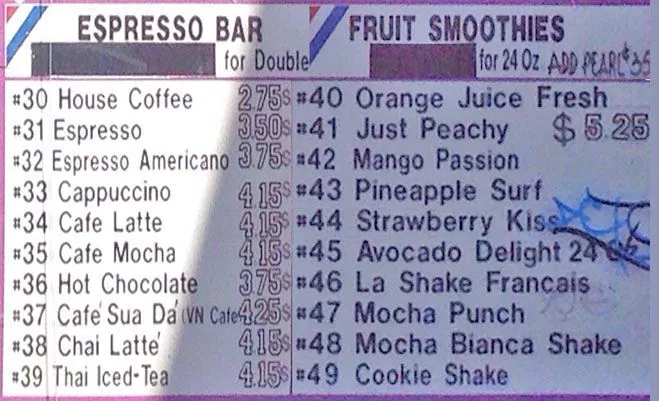 ESPRESSO BAR
for Double
#30 House Coffee 2.75$
#31 Espresso 3.50$
#32 Espresso Americano 3.75$
#33 Cappuccino 4.15$
#34 Cafe Latte 4.15$
#35 Cafe Mocha 4.15$
#36 Hot Chocolate 3.75$
#37 Café Sua Da' (VN Cafe 4.25$
#38 Chai Latte' 4.15$
#39 Thai Iced-Tea 4.15$
FRUIT SMOOTHIES
for 24 Oz ADD PEARL
#40 Orange Juice Fresh
#41 Just Peachy $5.25
#42 Mango Passion
#43 Pineapple Surf
#44 Strawberry Kiss
#45 Avocado Delight 24 Oz
#46 La Shake Francais
#47 Mocha Punch
#48 Mocha Bianca Shake
#49 Cookie Shake